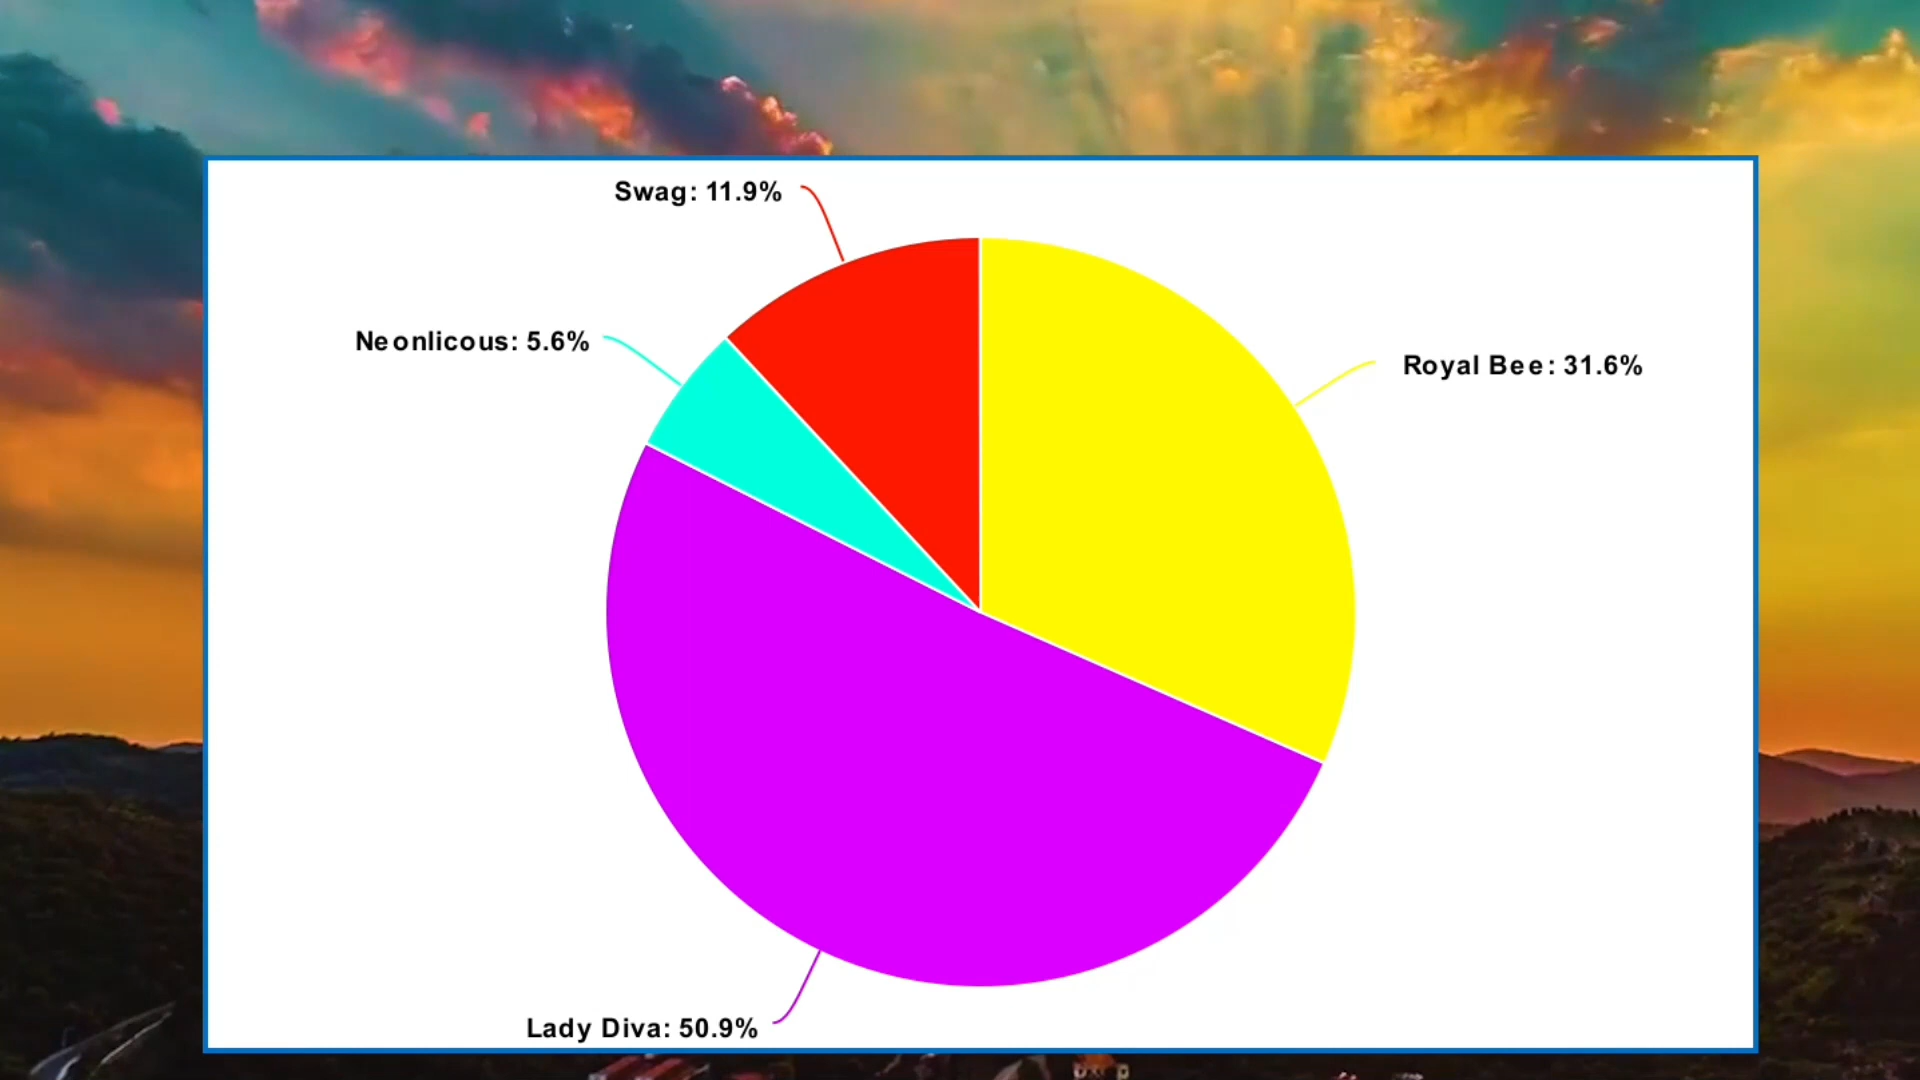 Swag: 11.9%
Neonlicous: 5.6%
Royal Bee: 31.6%
Lady Diva: 50.9%